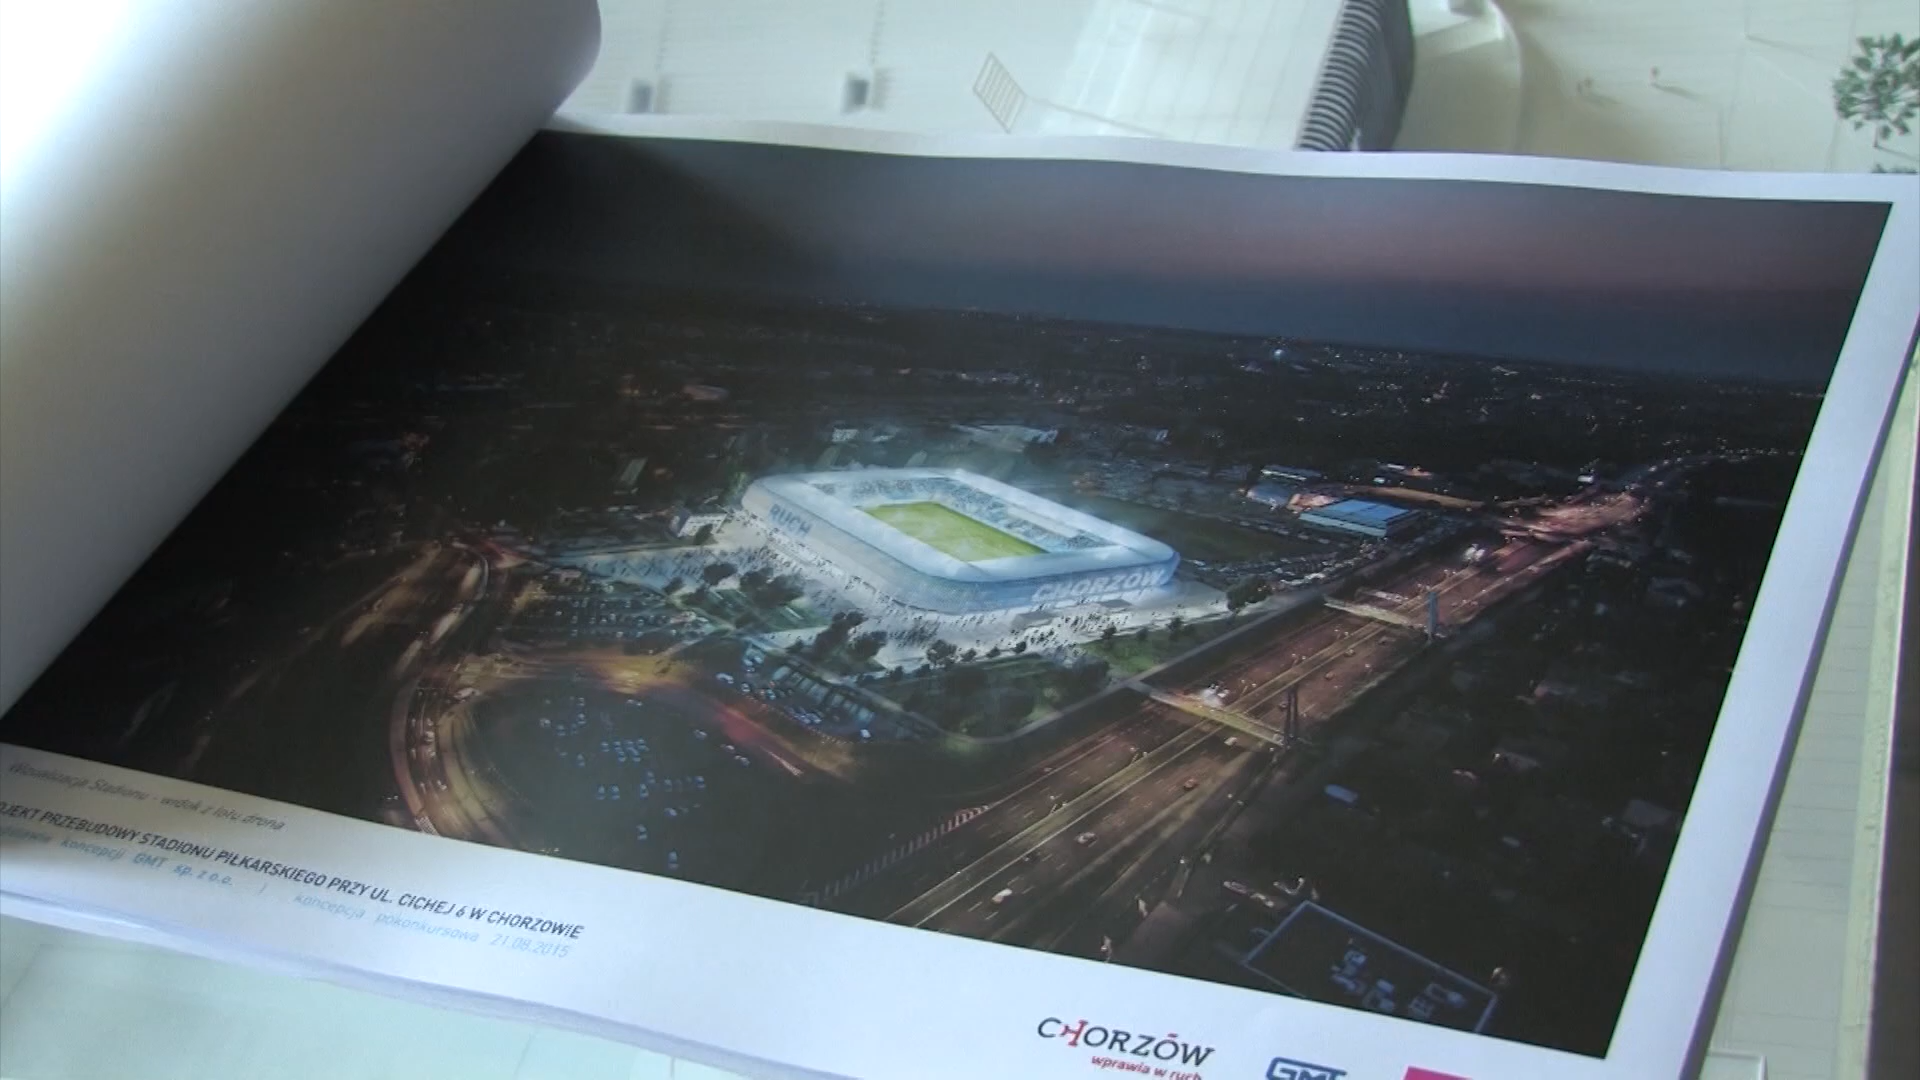 RUCH
CHORZÓW
Wizualizacja Stadionu - widok z lotu drona
PRZEBUDOWY STADIONU PIŁKARSKIEGO PRZY UL. CICHEJ 6 W CHORZOWIE
koncepcji GMT sp. z o.o. | koncepcja pokonkursowa 21.08.2015
CHORZÓW
wprawia w ruch
GMT